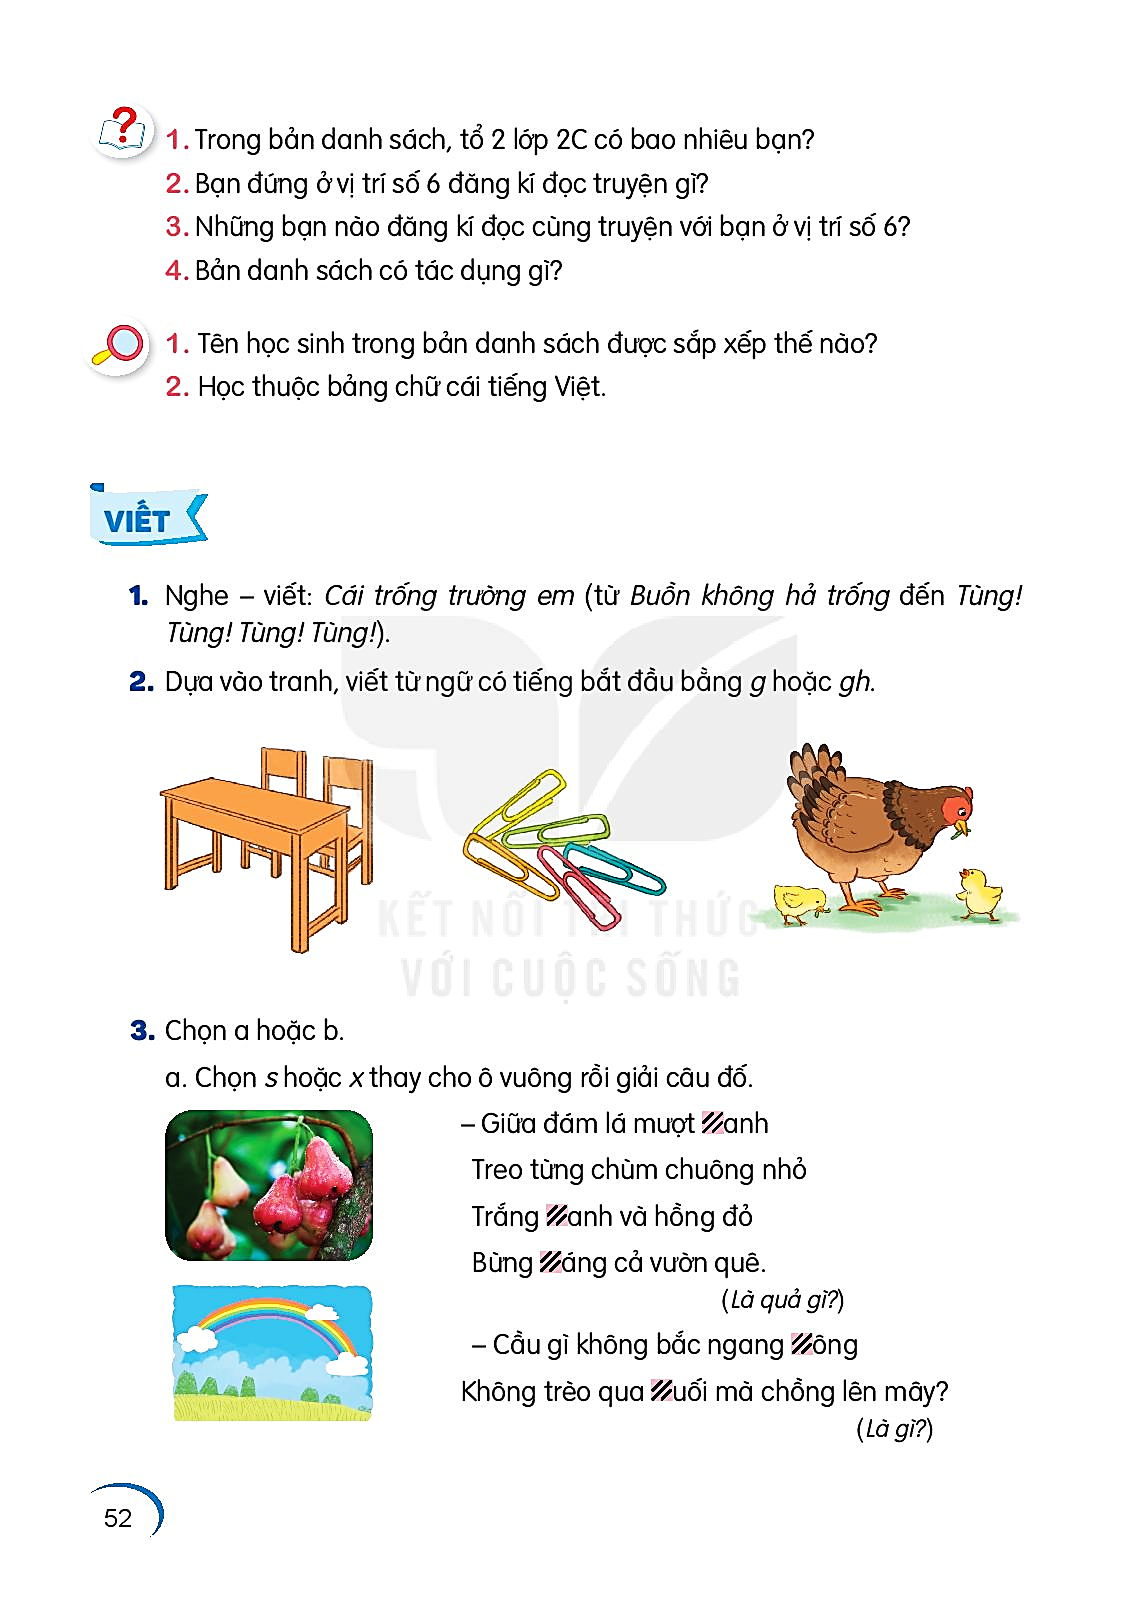 1. Trong bản danh sách, tổ 2 lớp 2C có bao nhiêu bạn?
2. Bạn đứng ở vị trí số 6 đăng kí đọc truyện gì?
3. Những bạn nào đăng kí đọc cùng truyện với bạn ở vị trí số 6?
4. Bản danh sách có tác dụng gì?
1. Tên học sinh trong bản danh sách được sắp xếp thế nào?
2. Học thuộc bảng chữ cái tiếng Việt.
VIẾT
1. Nghe – viết: Cái trống trường em (từ Buồn không hả trống đến Tùng!
Tùng! Tùng! Tùng!).
2. Dựa vào tranh, viết từ ngữ có tiếng bắt đầu bằng g hoặc gh.
KẾT NỐI TRI THỨC
VỚI CUỘC SỐNG
3. Chọn a hoặc b.
a. Chọn s hoặc x thay cho ô vuông rồi giải câu đố.
– Giữa đám lá mượt anh
Treo từng chùm chuông nhỏ
Trắng anh và hồng đỏ
Bừng áng cả vườn quê.
(Là quả gì?)
– Cầu gì không bắc ngang ông
Không trèo qua uối mà chồng lên mây?
(Là gì?)
52